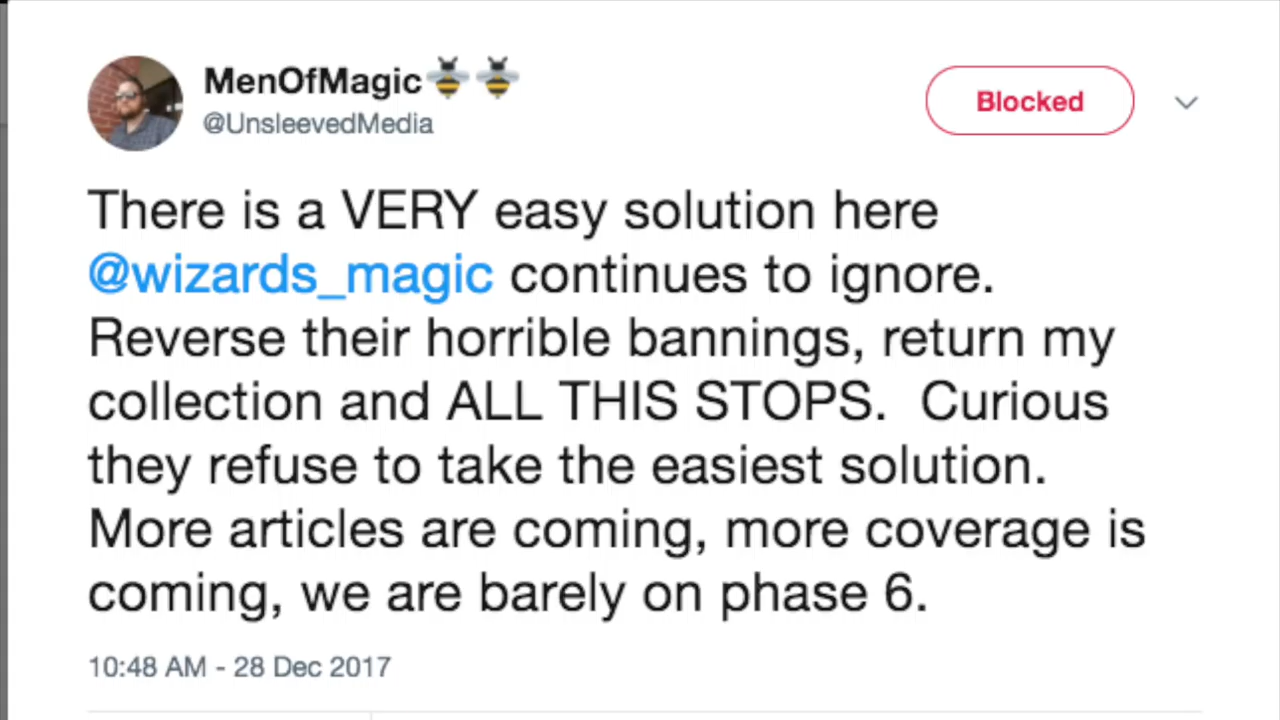 MenOfMagic🐝🐝
@UnsleevedMedia
Blocked
There is a VERY easy solution here
@wizards_magic continues to ignore.
Reverse their horrible bannings, return my
collection and ALL THIS STOPS.  Curious
they refuse to take the easiest solution.
More articles are coming, more coverage is
coming, we are barely on phase 6.
10:48 AM - 28 Dec 2017